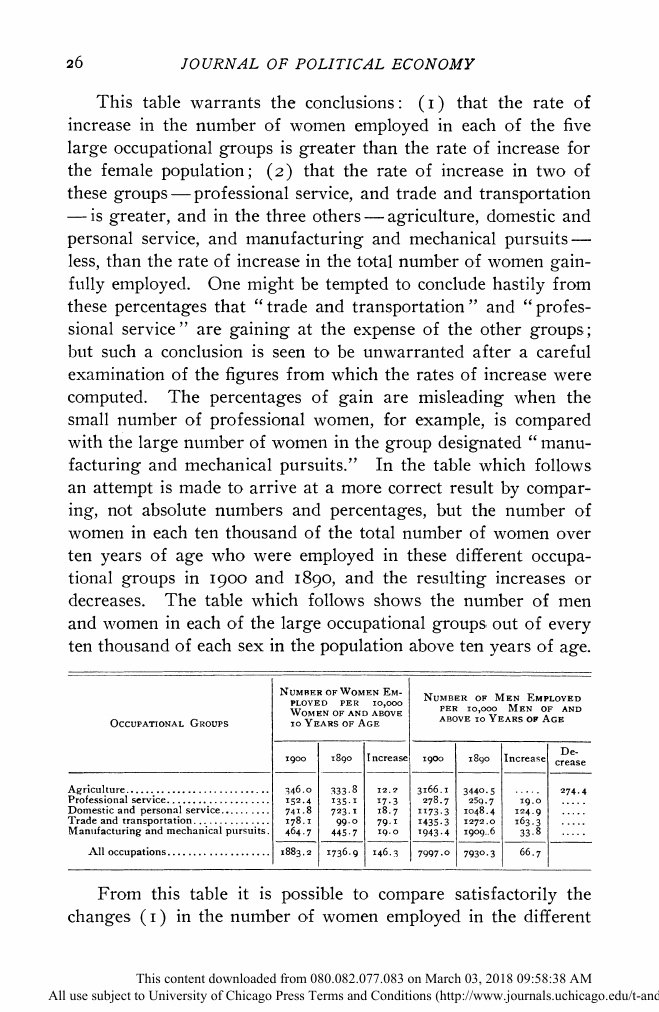 26 JOURNAL OF POLITICAL ECONOMY
This table warrants the conclusions: (1) that the rate of
increase in the number of women employed in each of the five
large occupational groups is greater than the rate of increase for
the female population; (2) that the rate of increase in two of
these groups — professional service, and trade and transportation
— is greater, and in the three others — agriculture, domestic and
personal service, and manufacturing and mechanical pursuits —
less, than the rate of increase in the total number of women gain-
fully employed. One might be tempted to conclude hastily from
these percentages that "trade and transportation" and "profes-
sional service" are gaining at the expense of the other groups;
but such a conclusion is seen to be unwarranted after a careful
examination of the figures from which the rates of increase were
computed. The percentages of gain are misleading when the
small number of professional women, for example, is compared
with the large number of women in the group designated "manu-
facturing and mechanical pursuits." In the table which follows
an attempt is made to arrive at a more correct result by compar-
ing, not absolute numbers and percentages, but the number of
women in each ten thousand of the total number of women over
ten years of age who were employed in these different occupa-
tional groups in 1900 and 1890, and the resulting increases or
decreases. The table which follows shows the number of men
and women in each of the large occupational groups out of every
ten thousand of each sex in the population above ten years of age.
OCCUPATIONAL GROUPS
NUMBER OF WOMEN EM-
PLOYED PER 10,000
WOMEN OF AND ABOVE
10 YEARS OF AGE
NUMBER OF MEN EMPLOYED
PER 10,000 MEN OF AND
ABOVE 10 YEARS OF AGE
1900 1890 Increase 1900 1890 Increase De-
crease
Agriculture........................... 346.0 333.8 12.2 3166.1 3440.5 ..... 274.4
Professional service................... 152.4 135.1 17.3 278.7 259.7 19.0 .....
Domestic and personal service......... 741.8 723.1 18.7 1173.3 1048.4 124.9 .....
Trade and transportation.............. 178.1 99.0 79.1 1435.3 1272.0 163.3 .....
Manufacturing and mechanical pursuits. 464.7 445.7 19.0 1943.4 1909..6 33.8 .....
All occupations................... 1883.2 1736.9 146.3 7997.0 7930.3 66.7
From this table it is possible to compare satisfactorily the
changes (1) in the number of women employed in the different
This content downloaded from 080.082.077.083 on March 03, 2018 09:58:38 AM
All use subject to University of Chicago Press Terms and Conditions (http://www.journals.uchicago.edu/t-and